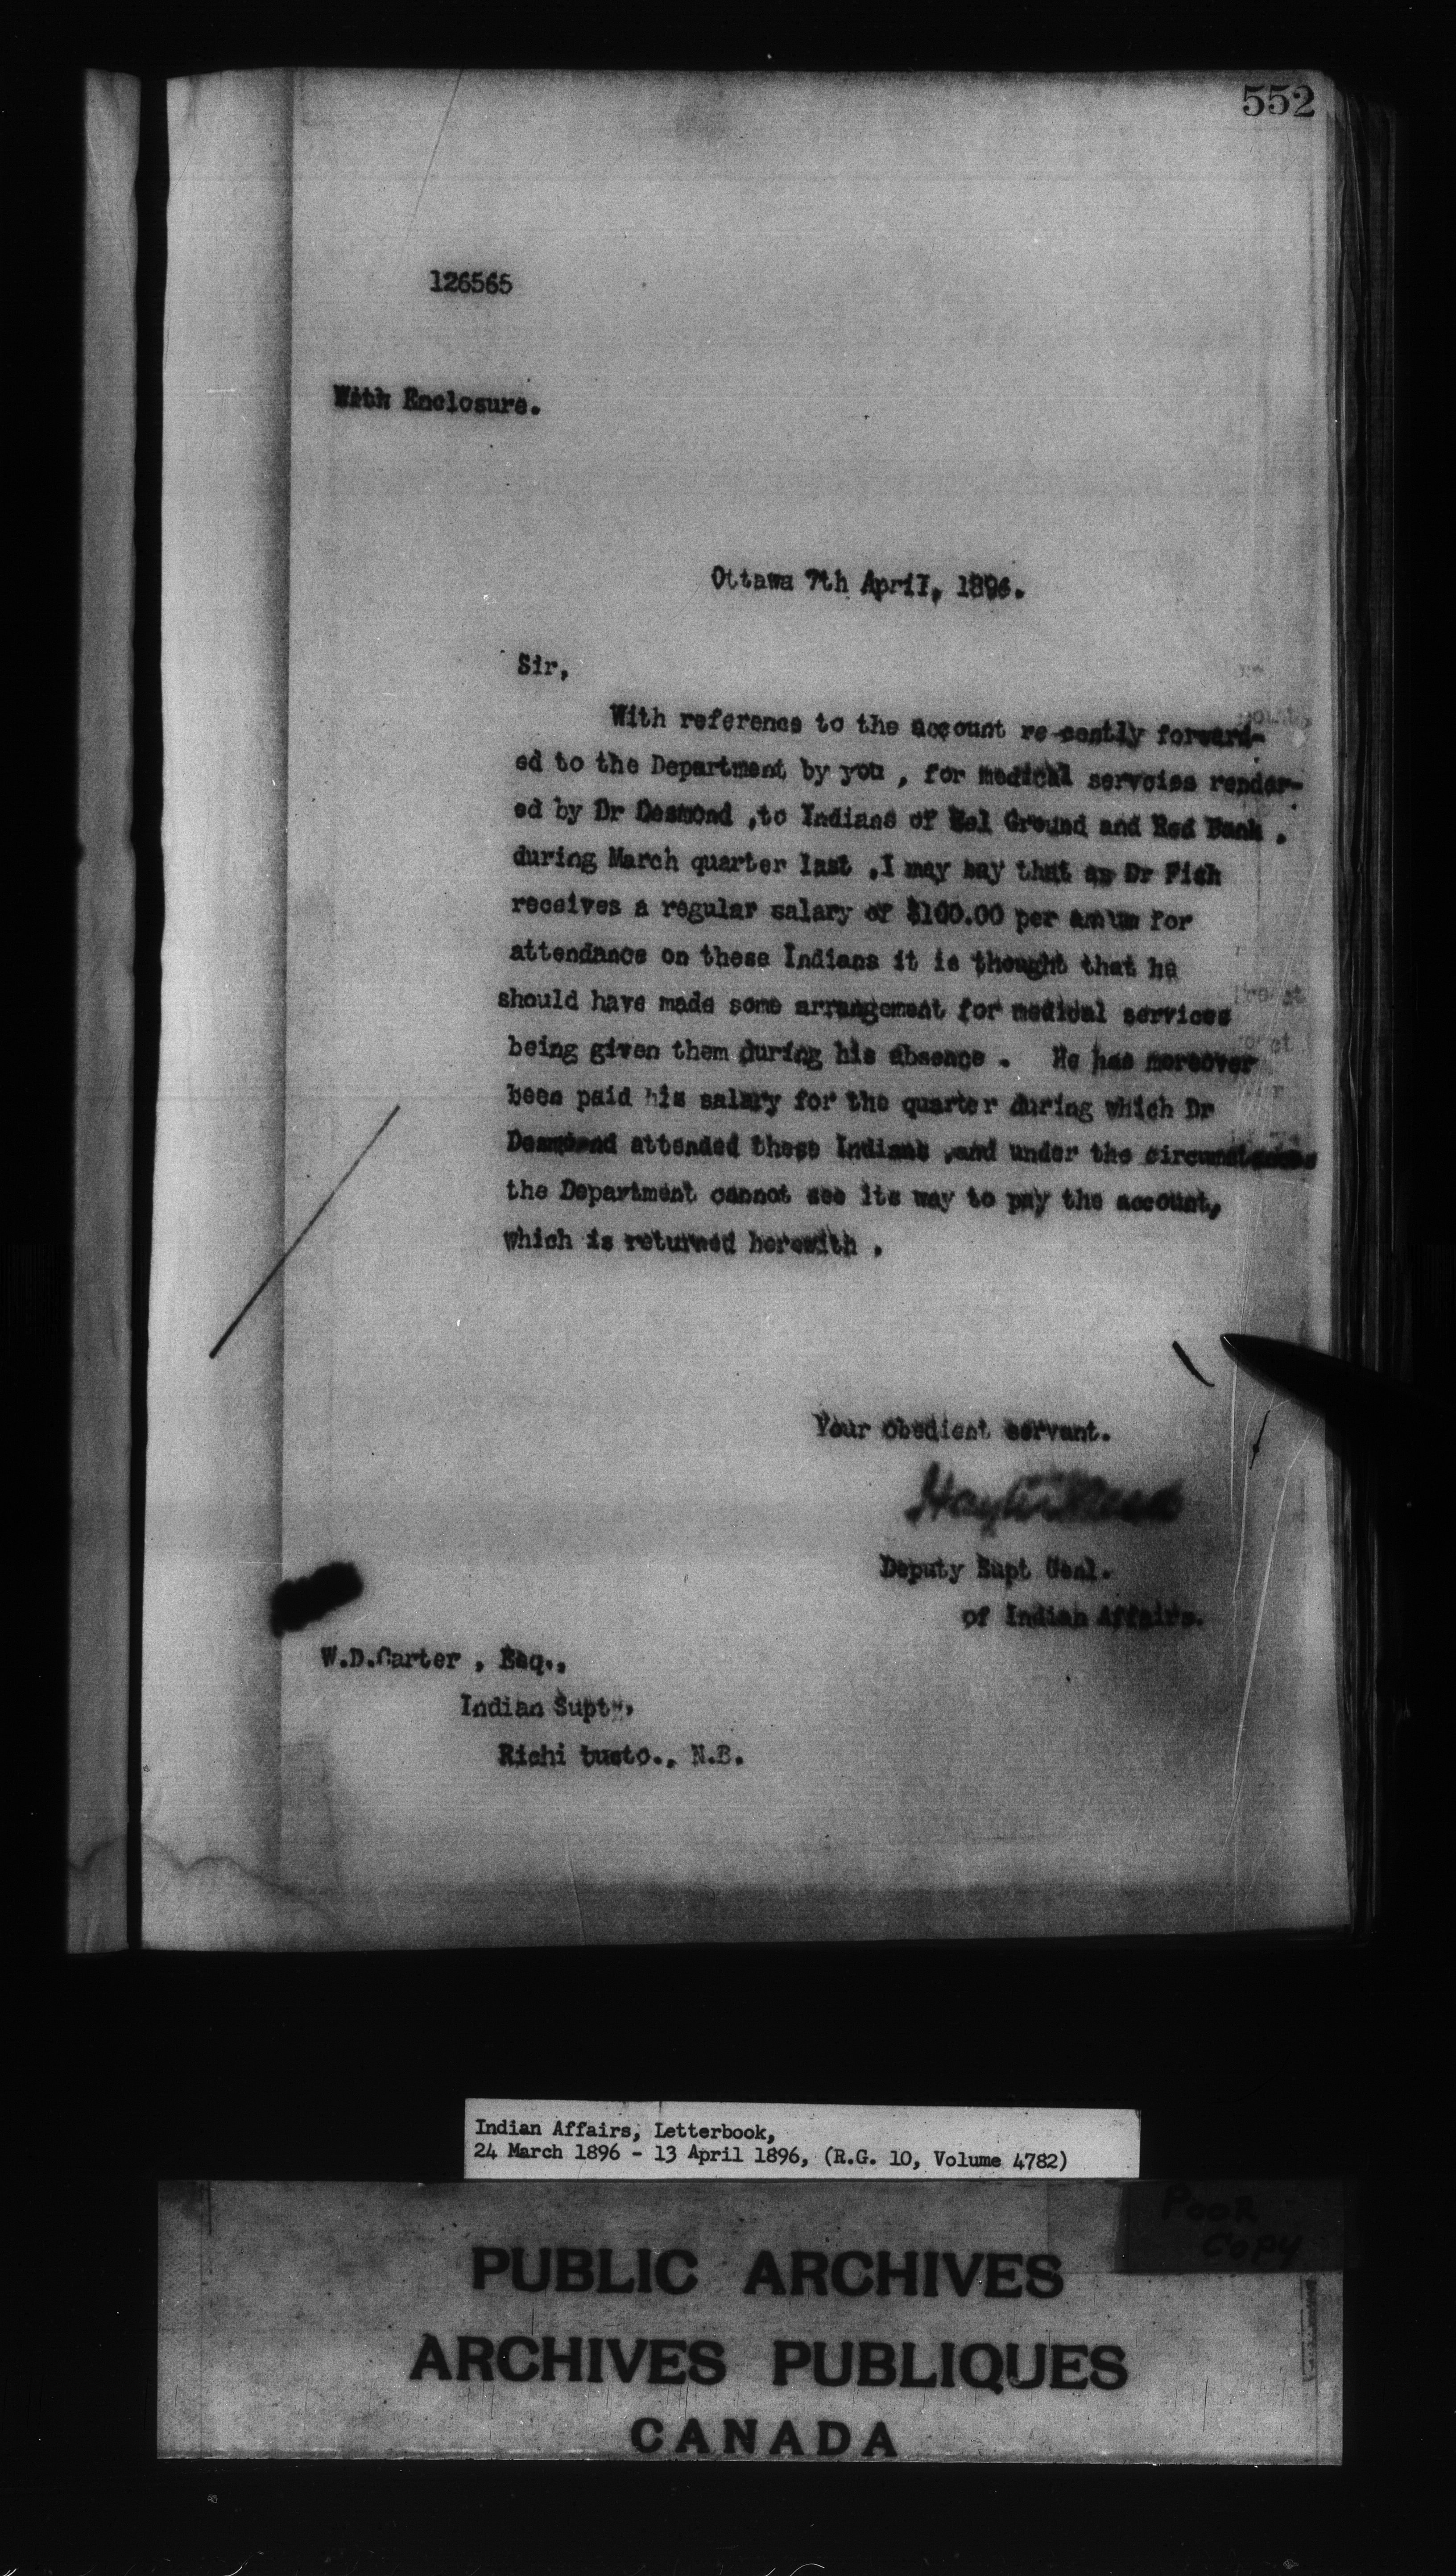 552
126565
With Enclosure.
Ottawa 7th April, 1896.
Sir,
With reference to the account re-cently forward-
ed to the Department by you , for medical servcies render-
ed by Dr Desmond ,to Indians of Eel Ground and Red Bank .
during March quarter last .I may say that as Dr Fish
receives a regular salary of $100.00 per annum for
attendance on these Indians it is thought that he
should have made some arrangement for medical services
being given them during his absence . He has moreover
been paid his salary for the quarter during which Dr
Desmond attended these Indians ,and under the circumstances
the Department cannot see its way to pay the account,
which is returned herewith .
Your obedient servant.
Hayter Reed
Deputy Supt Genl.
of Indian Affairs.
W.D.Carter , Esq.,
Indian Supt.,
Richi bucto., N.B.
Indian Affairs, Letterbook,
24 March 1896 - 13 April 1896, (R.G. 10, Volume 4782)
POOR
COPY
PUBLIC ARCHIVES
ARCHIVES PUBLIQUES
CANADA